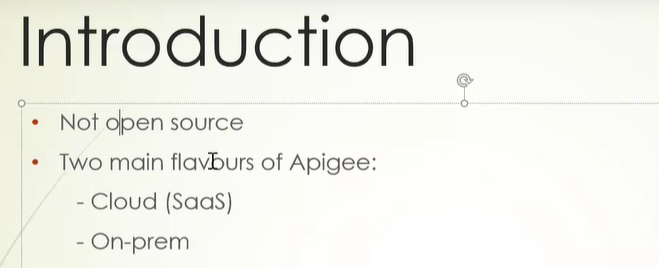 Introduction
• Not open source
• Two main flavours of Apigee:
- Cloud (SaaS)
- On-prem